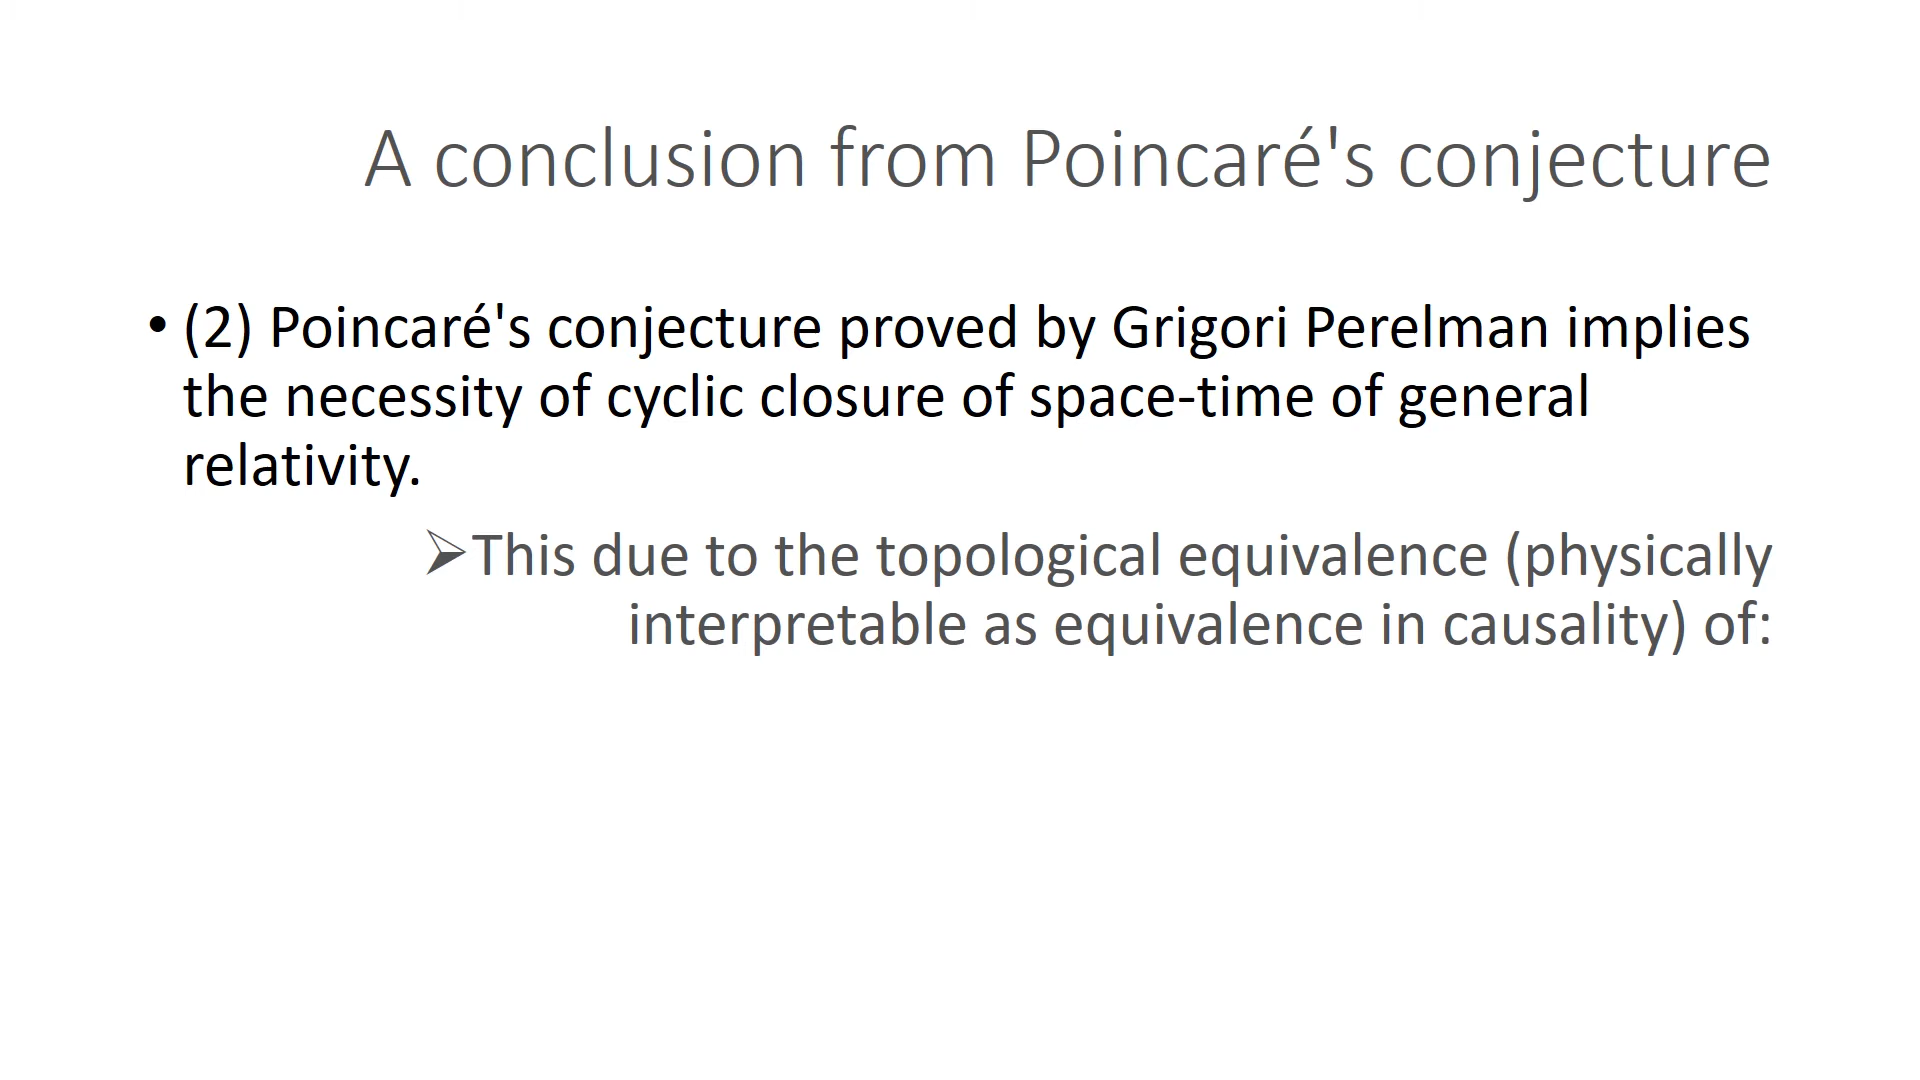 A conclusion from Poincaré's conjecture
• (2) Poincaré's conjecture proved by Grigori Perelman implies
the necessity of cyclic closure of space-time of general
relativity.
➢This due to the topological equivalence (physically
interpretable as equivalence in causality) of: